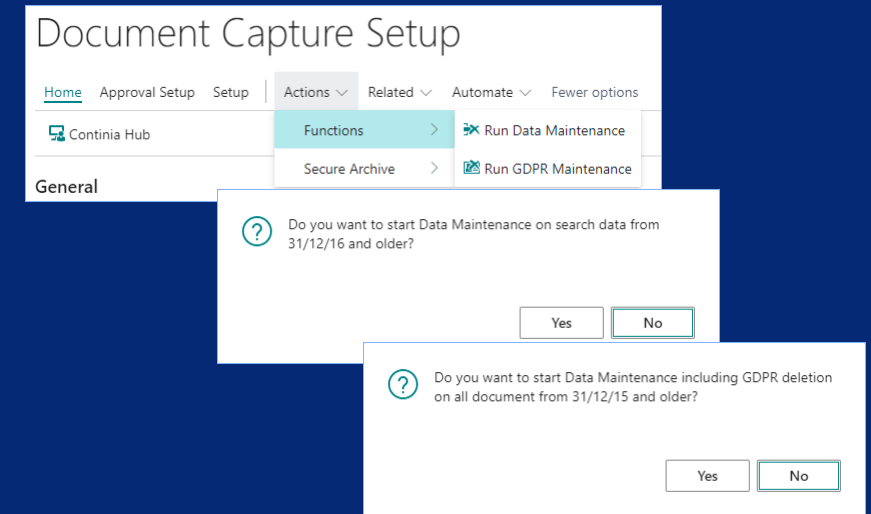 Document Capture Setup
Home Approval Setup Setup Actions Related Automate Fewer options
Continia Hub
Functions
Run Data Maintenance
Secure Archive
Run GDPR Maintenance
General
Do you want to start Data Maintenance on search data from
31/12/16 and older?
Yes No
Do you want to start Data Maintenance including GDPR deletion
on all document from 31/12/15 and older?
Yes No